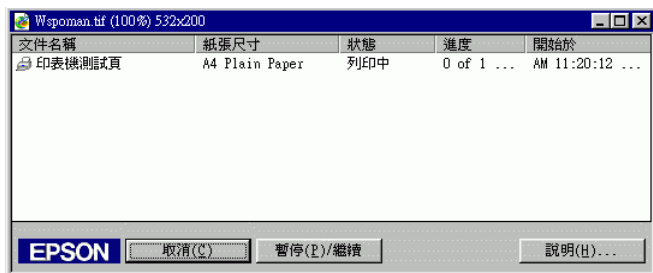 Wspoman.tif (100%) 532x200
文件名稱 紙張尺寸 狀態 進度 開始於
印表機測試頁 A4 Plain Paper 列印中 0 of 1 ... AM 11:20:12 ...
EPSON 取消(C) 暫停(P)/繼續 說明(H)...